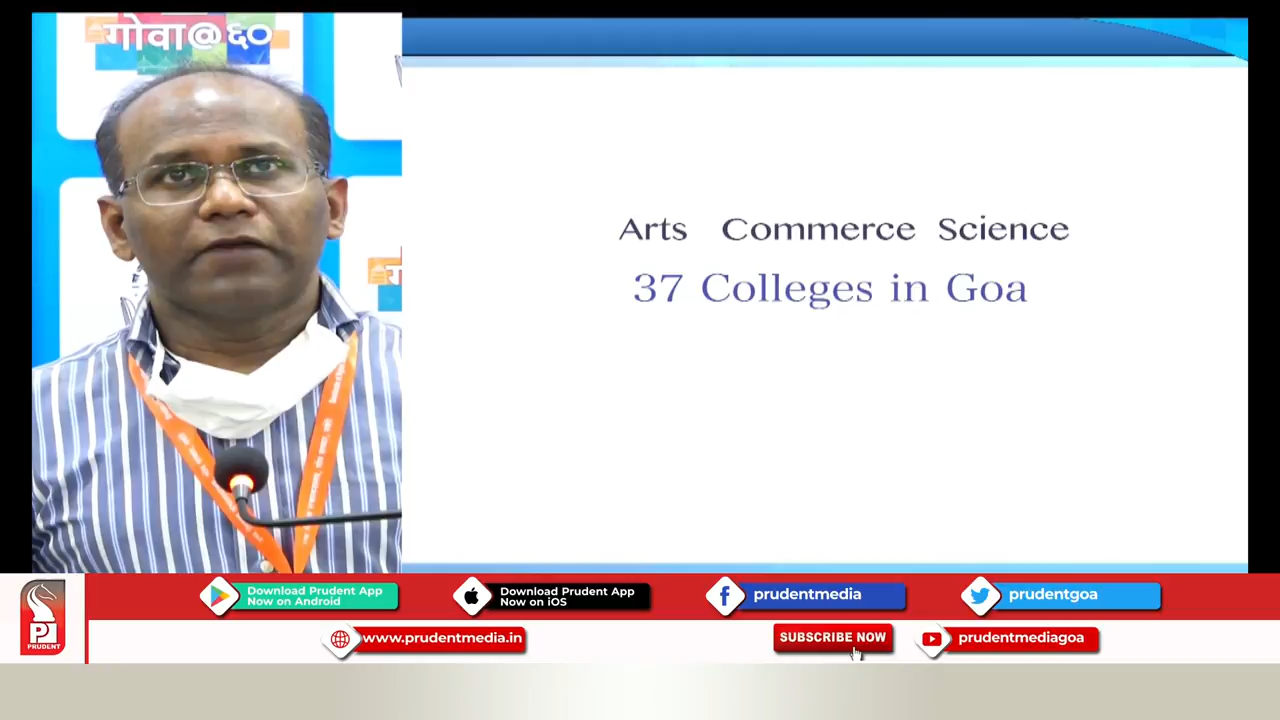 गोवा@६०
Arts Commerce Science
37 Colleges in Goa
Download Prudent App
Now on Android
Download Prudent App
Now on iOS
prudentmedia
prudentgoa
PRUDENT
www.prudentmedia.in
SUBSCRIBE NOW
prudentmediagoa